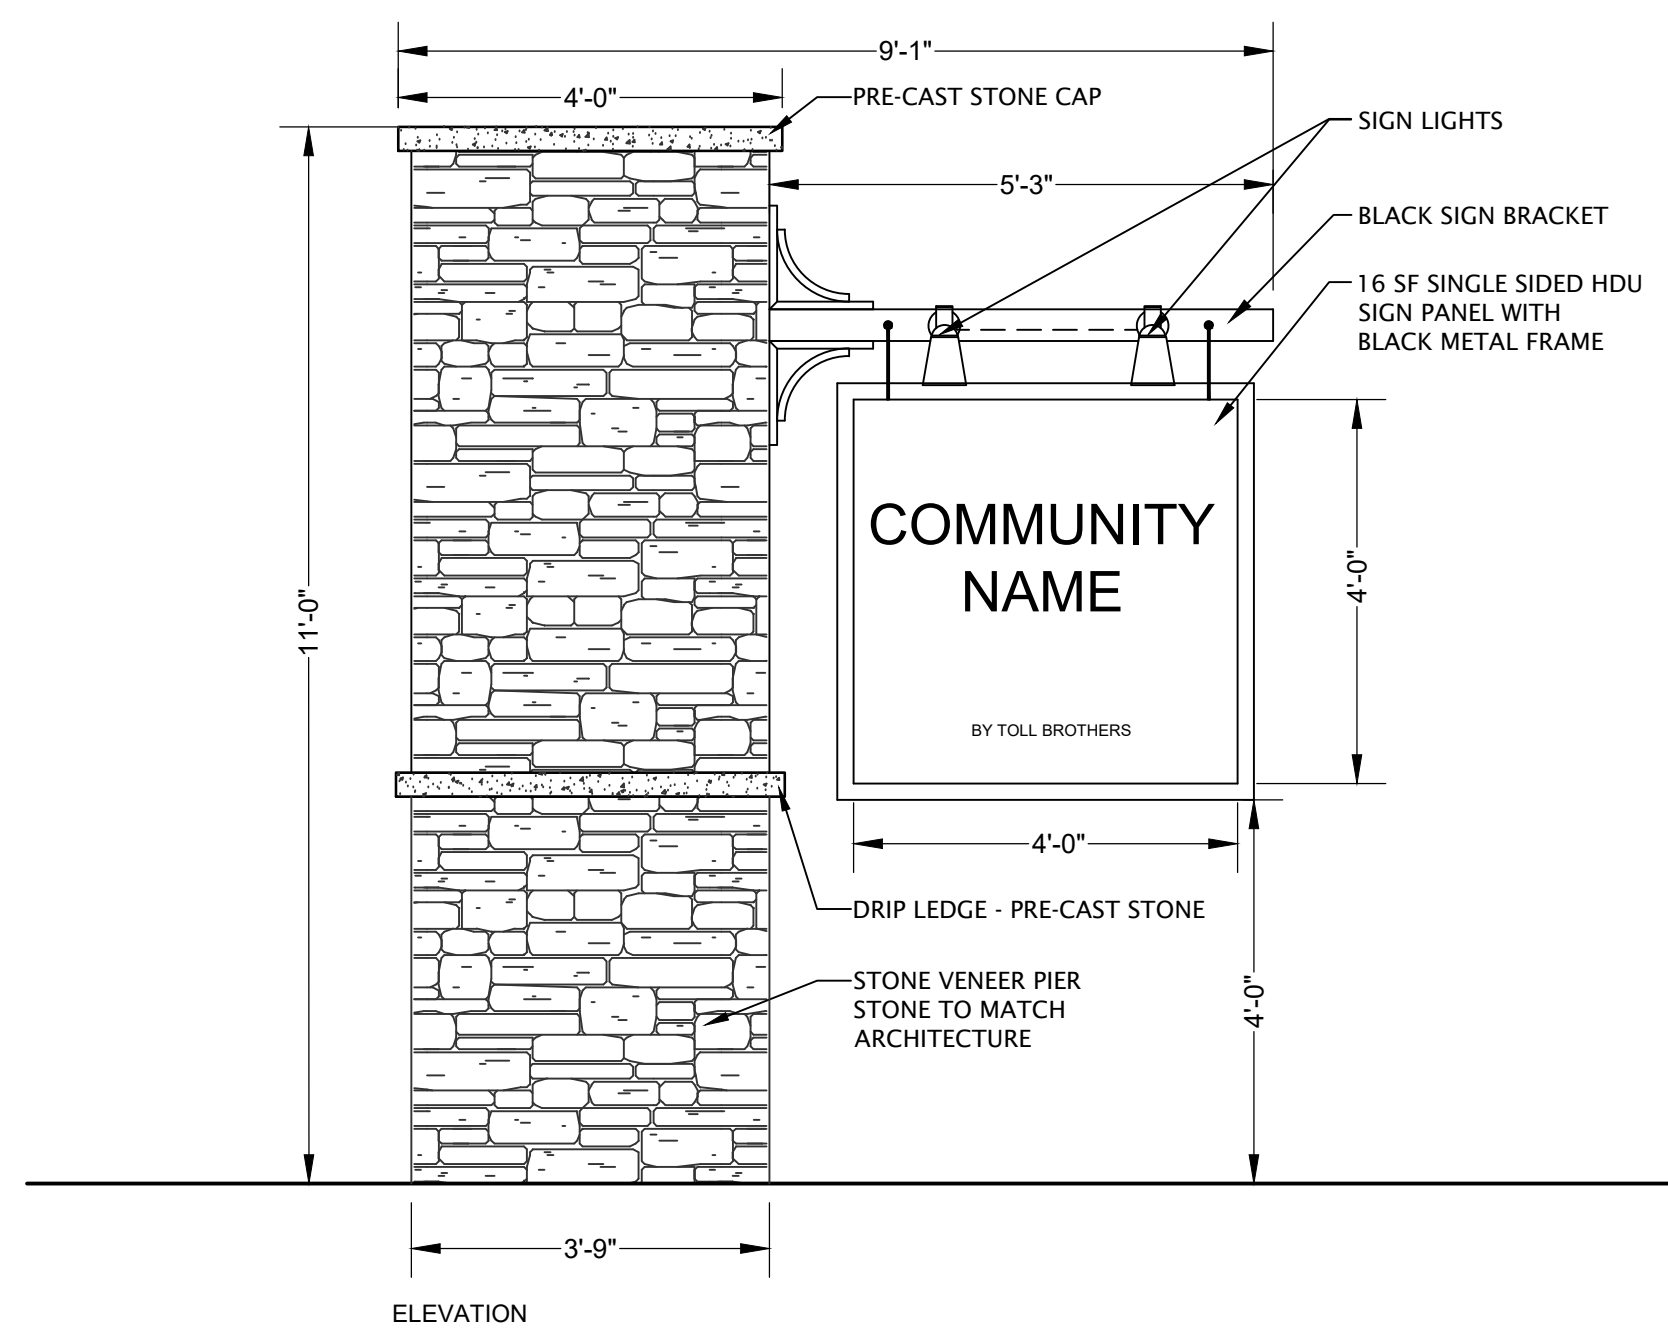 9'-1"
4'-0"
PRE-CAST STONE CAP
SIGN LIGHTS
5'-3"
BLACK SIGN BRACKET
16 SF SINGLE SIDED HDU
SIGN PANEL WITH
BLACK METAL FRAME
COMMUNITY
NAME
4'-0"
11'-0"
BY TOLL BROTHERS
4'-0"
DRIP LEDGE - PRE-CAST STONE
STONE VENEER PIER
STONE TO MATCH
ARCHITECTURE
4'-0"
3'-9"
ELEVATION